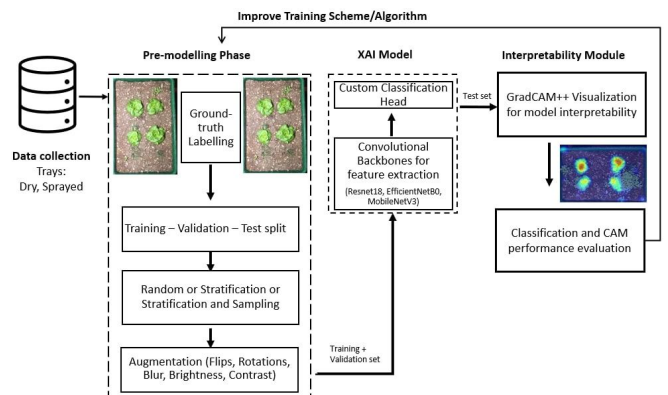 Improve Training Scheme/Algorithm
Pre-modelling Phase
XAI Model
Interpretability Module
Data collection
Trays:
Dry, Sprayed
Ground-
truth
Labelling
Training – Validation – Test split
Random or Stratification or
Stratification and Sampling
Augmentation (Flips, Rotations,
Blur, Brightness, Contrast)
Training +
Validation set
Custom Classification
Head
Convolutional
Backbones for
feature extraction
(Resnet18, EfficientNetB0,
MobileNetV3)
Test set
GradCAM++ Visualization
for model interpretability
Classification and CAM
performance evaluation